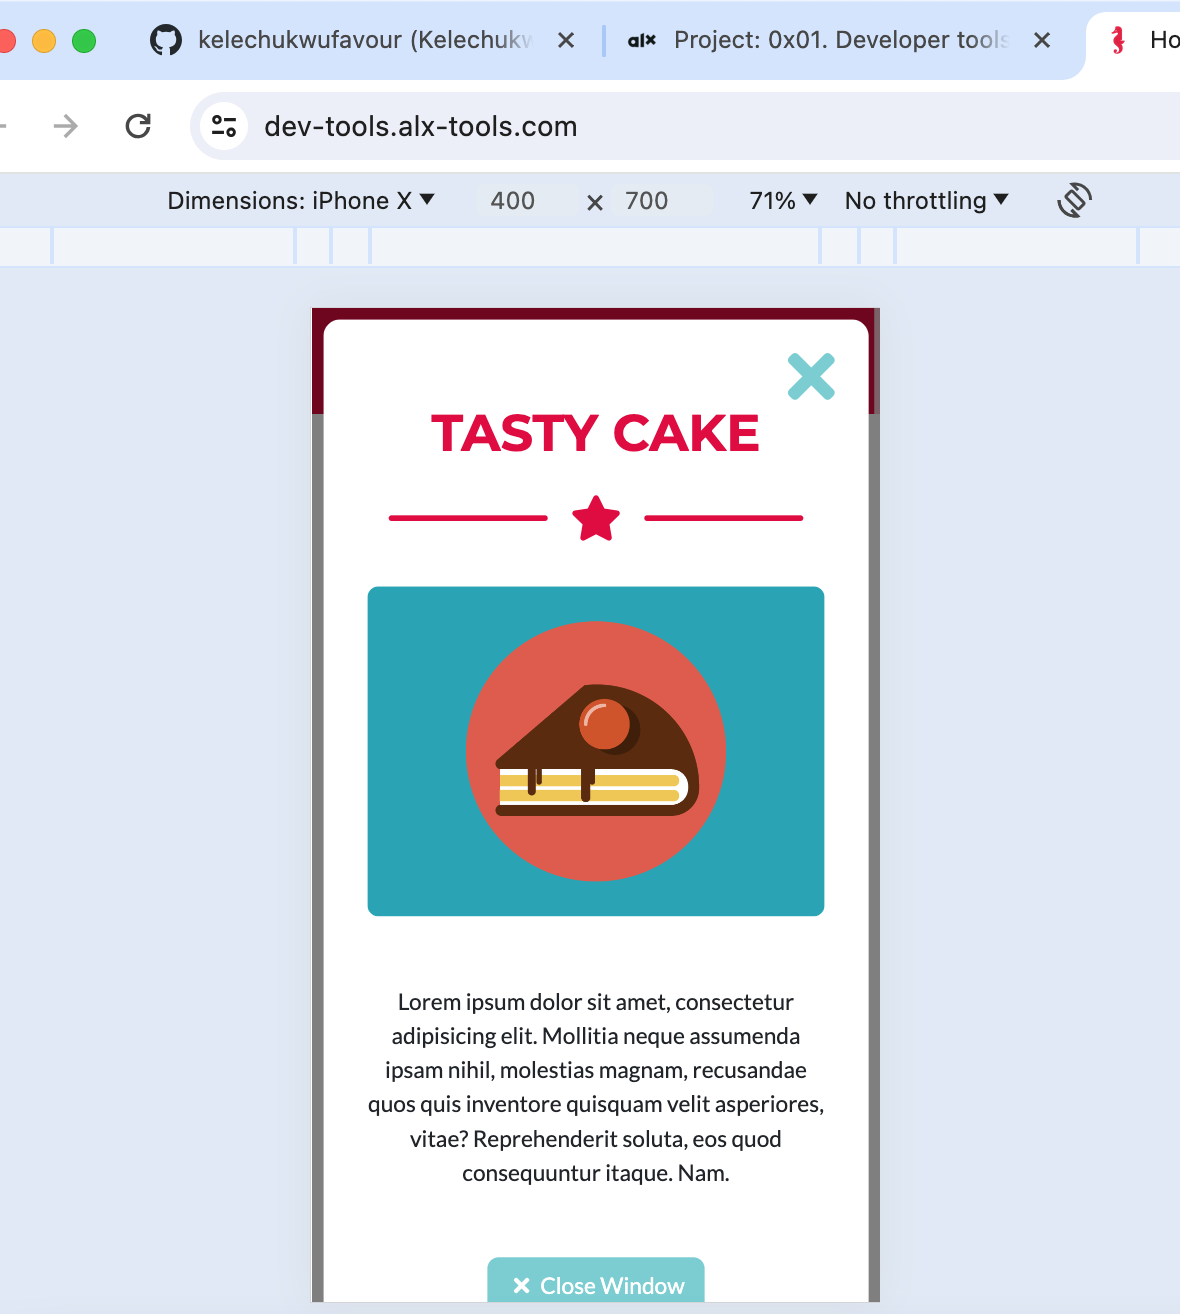 kelechukwufavour (Kelechukw
alx Project: 0x01. Developer tools
Ho
dev-tools.alx-tools.com
Dimensions: iPhone X 400 × 700 71% No throttling
TASTY CAKE
Lorem ipsum dolor sit amet, consectetur
adipisicing elit. Mollitia neque assumenda
ipsam nihil, molestias magnam, recusandae
quos quis inventore quisquam velit asperiores,
vitae? Reprehenderit soluta, eos quod
consequuntur itaque. Nam.
Close Window